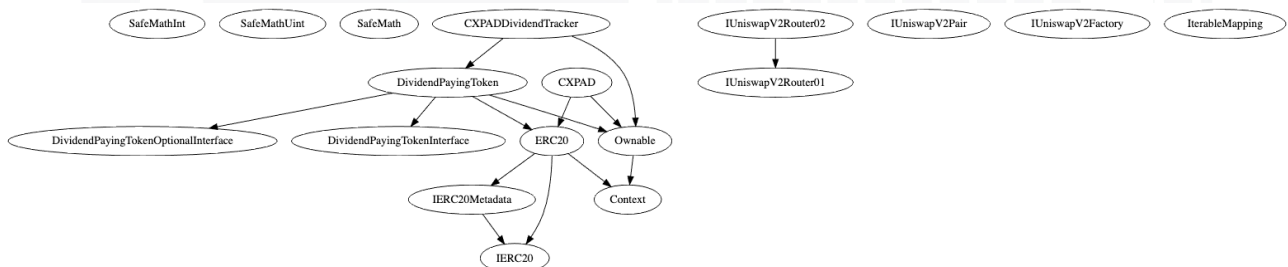 SafeMathInt SafeMathUint SafeMath CXPADDividendTracker IUniswapV2Router02 IUniswapV2Pair IUniswapV2Factory IterableMapping
DividendPayingToken CXPAD IUniswapV2Router01
DividendPayingTokenOptionalInterface DividendPayingTokenInterface ERC20 Ownable
IERC20Metadata Context
IERC20